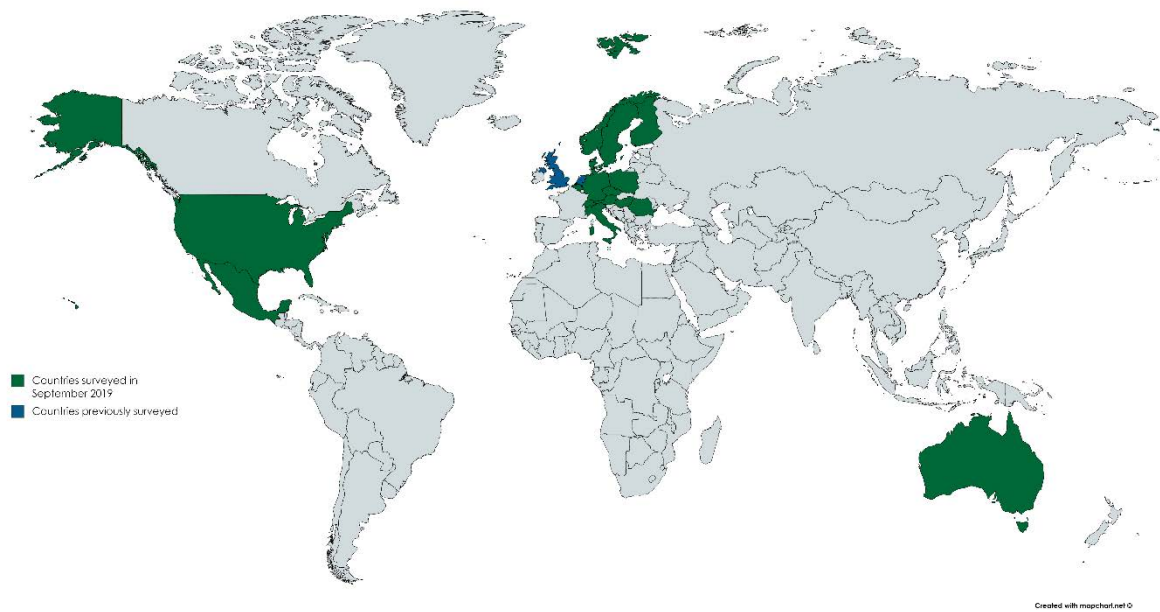 Countries surveyed in
September 2019
Countries previously surveyed
Created with mapchart.net ©